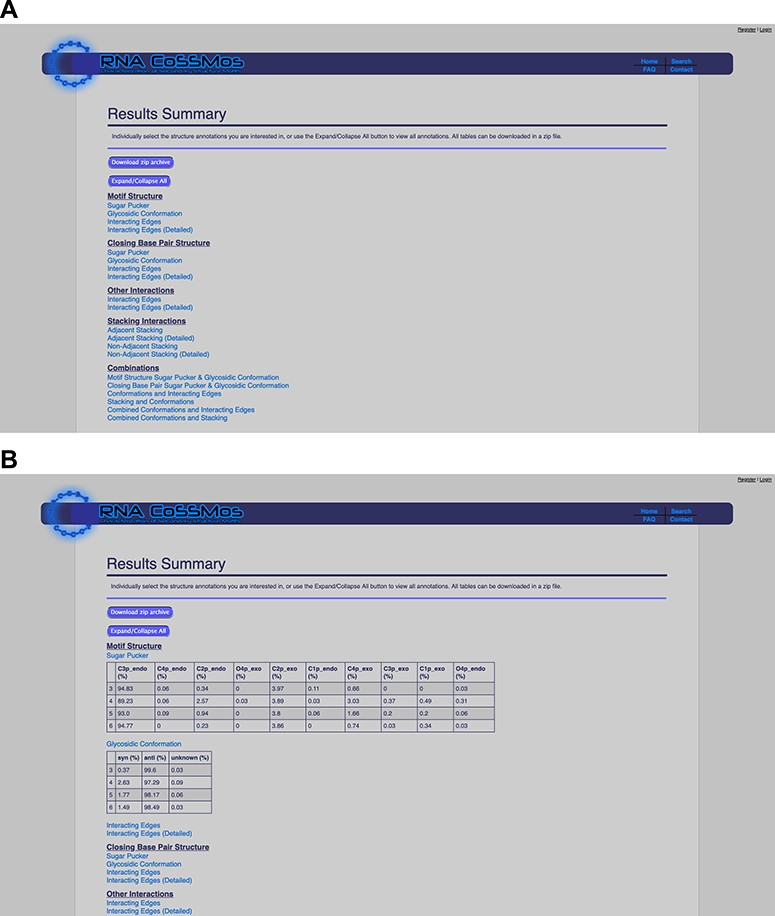 A
Register | Login
RNA CoSSMos
Characterization of Secondary Structure Motifs
Home Search
FAQ Contact
Results Summary
Individually select the structure annotations you are interested in, or use the Expand/Collapse All button to view all annotations. All tables can be downloaded in a zip file.
Download zip archive
Expand/Collapse All
Motif Structure
Sugar Pucker
Glycosidic Conformation
Interacting Edges
Interacting Edges (Detailed)
Closing Base Pair Structure
Sugar Pucker
Glycosidic Conformation
Interacting Edges
Interacting Edges (Detailed)
Other Interactions
Interacting Edges
Interacting Edges (Detailed)
Stacking Interactions
Adjacent Stacking
Adjacent Stacking (Detailed)
Non-Adjacent Stacking
Non-Adjacent Stacking (Detailed)
Combinations
Motif Structure Sugar Pucker & Glycosidic Conformation
Closing Base Pair Sugar Pucker & Glycosidic Conformation
Conformations and Interacting Edges
Stacking and Conformations
Combined Conformations and Interacting Edges
Combined Conformations and Stacking
B
Register | Login
RNA CoSSMos
Characterization of Secondary Structure Motifs
Home Search
FAQ Contact
Results Summary
Individually select the structure annotations you are interested in, or use the Expand/Collapse All button to view all annotations. All tables can be downloaded in a zip file.
Download zip archive
Expand/Collapse All
Motif Structure
Sugar Pucker
C3p_endo (%) C4p_endo (%) C2p_endo (%) O4p_exo (%) C2p_exo (%) C1p_endo (%) C4p_exo (%) C3p_exo (%) C1p_exo (%) O4p_endo (%)
3 94.83 0.06 0.34 0 3.97 0.11 0.66 0 0 0.03
4 89.23 0.06 2.57 0.03 3.89 0.03 3.03 0.37 0.49 0.31
5 93.0 0.09 0.94 0 3.8 0.06 1.66 0.2 0.2 0.06
6 94.77 0 0.23 0 3.86 0 0.74 0.03 0.34 0.03
Glycosidic Conformation
syn (%) anti (%) unknown (%)
3 0.37 99.6 0.03
4 2.63 97.29 0.09
5 1.77 98.17 0.06
6 1.49 98.49 0.03
Interacting Edges
Interacting Edges (Detailed)
Closing Base Pair Structure
Sugar Pucker
Glycosidic Conformation
Interacting Edges
Interacting Edges (Detailed)
Other Interactions
Interacting Edges
Interacting Edges (Detailed)